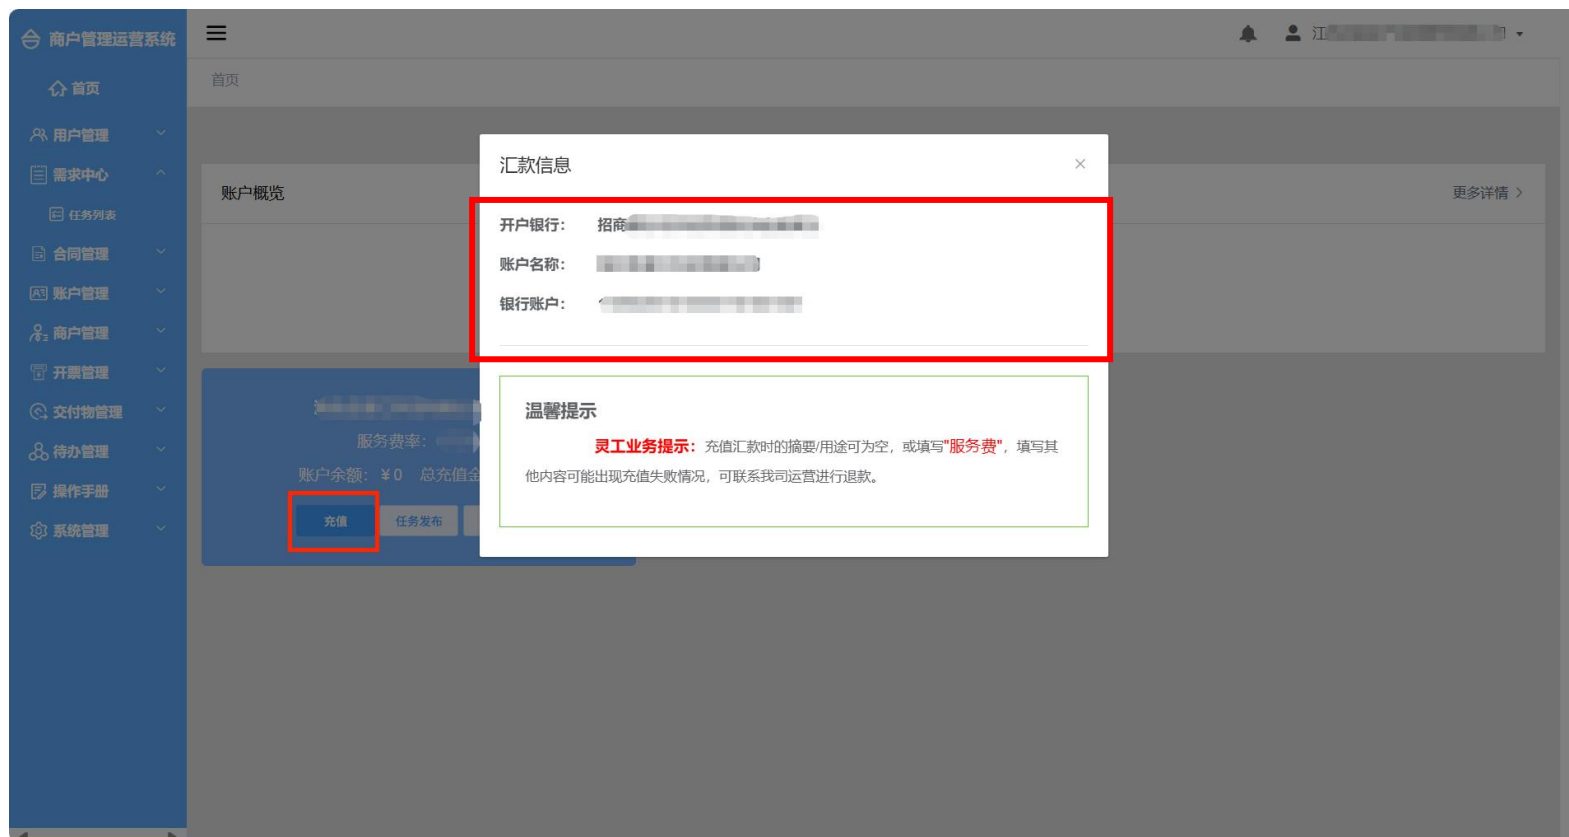 商户管理运营系统
江
首页
首页
用户管理
需求中心
任务列表
合同管理
账户管理
商户管理
开票管理
交付物管理
待办管理
操作手册
系统管理
账户概览
更多详情
服务费率：
账户余额：¥0 总充值金
充值
任务发布
汇款信息
开户银行： 招商
账户名称：
银行账户：
温馨提示
灵工业务提示：充值汇款时的摘要/用途可为空，或填写"服务费"，填写其
他内容可能出现充值失败情况，可联系我司运营进行退款。